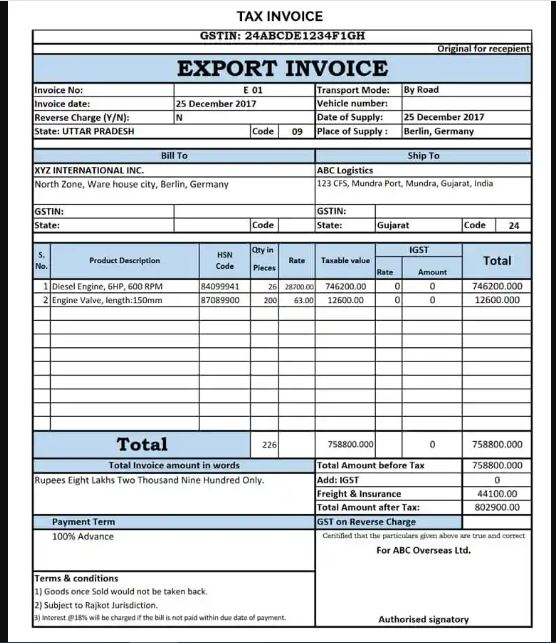 TAX INVOICE
GSTIN: 24ABCDE1234F1GH
Original for recepient
EXPORT INVOICE
Invoice No: E 01 Transport Mode: By Road
Invoice date: 25 December 2017 Vehicle number:
Reverse Charge (Y/N): N Date of Supply: 25 December 2017
State: UTTAR PRADESH Code 09 Place of Supply : Berlin, Germany
Bill To Ship To
XYZ INTERNATIONAL INC. ABC Logistics
North Zone, Ware house city, Berlin, Germany 123 CFS, Mundra Port, Mundra, Gujarat, India
GSTIN: GSTIN:
State: Code State: Gujarat Code 24
S. No. Product Description HSN Code Qty in Pieces Rate Taxable value IGST Rate Amount Total
1 Diesel Engine, 6HP, 600 RPM 84099941 26 28700.00 746200.00 0 0 746200.000
2 Engine Valve, length:150mm 87089900 200 63.00 12600.00 0 0 12600.000
Total 226 758800.000 0 758800.000
Total Invoice amount in words Total Amount before Tax 758800.000
Rupees Eight Lakhs Two Thousand Nine Hundred Only. Add: IGST 0
Freight & Insurance 44100.00
Total Amount after Tax: 802900.00
Payment Term GST on Reverse Charge
100% Advance Ceritified that the particulars given above are true and correct
For ABC Overseas Ltd.
Terms & conditions
1) Goods once Sold would not be taken back.
2) Subject to Rajkot Jurisdiction.
3) Interest @18% will be charged if the bill is not paid within due date of payment.
Authorised signatory